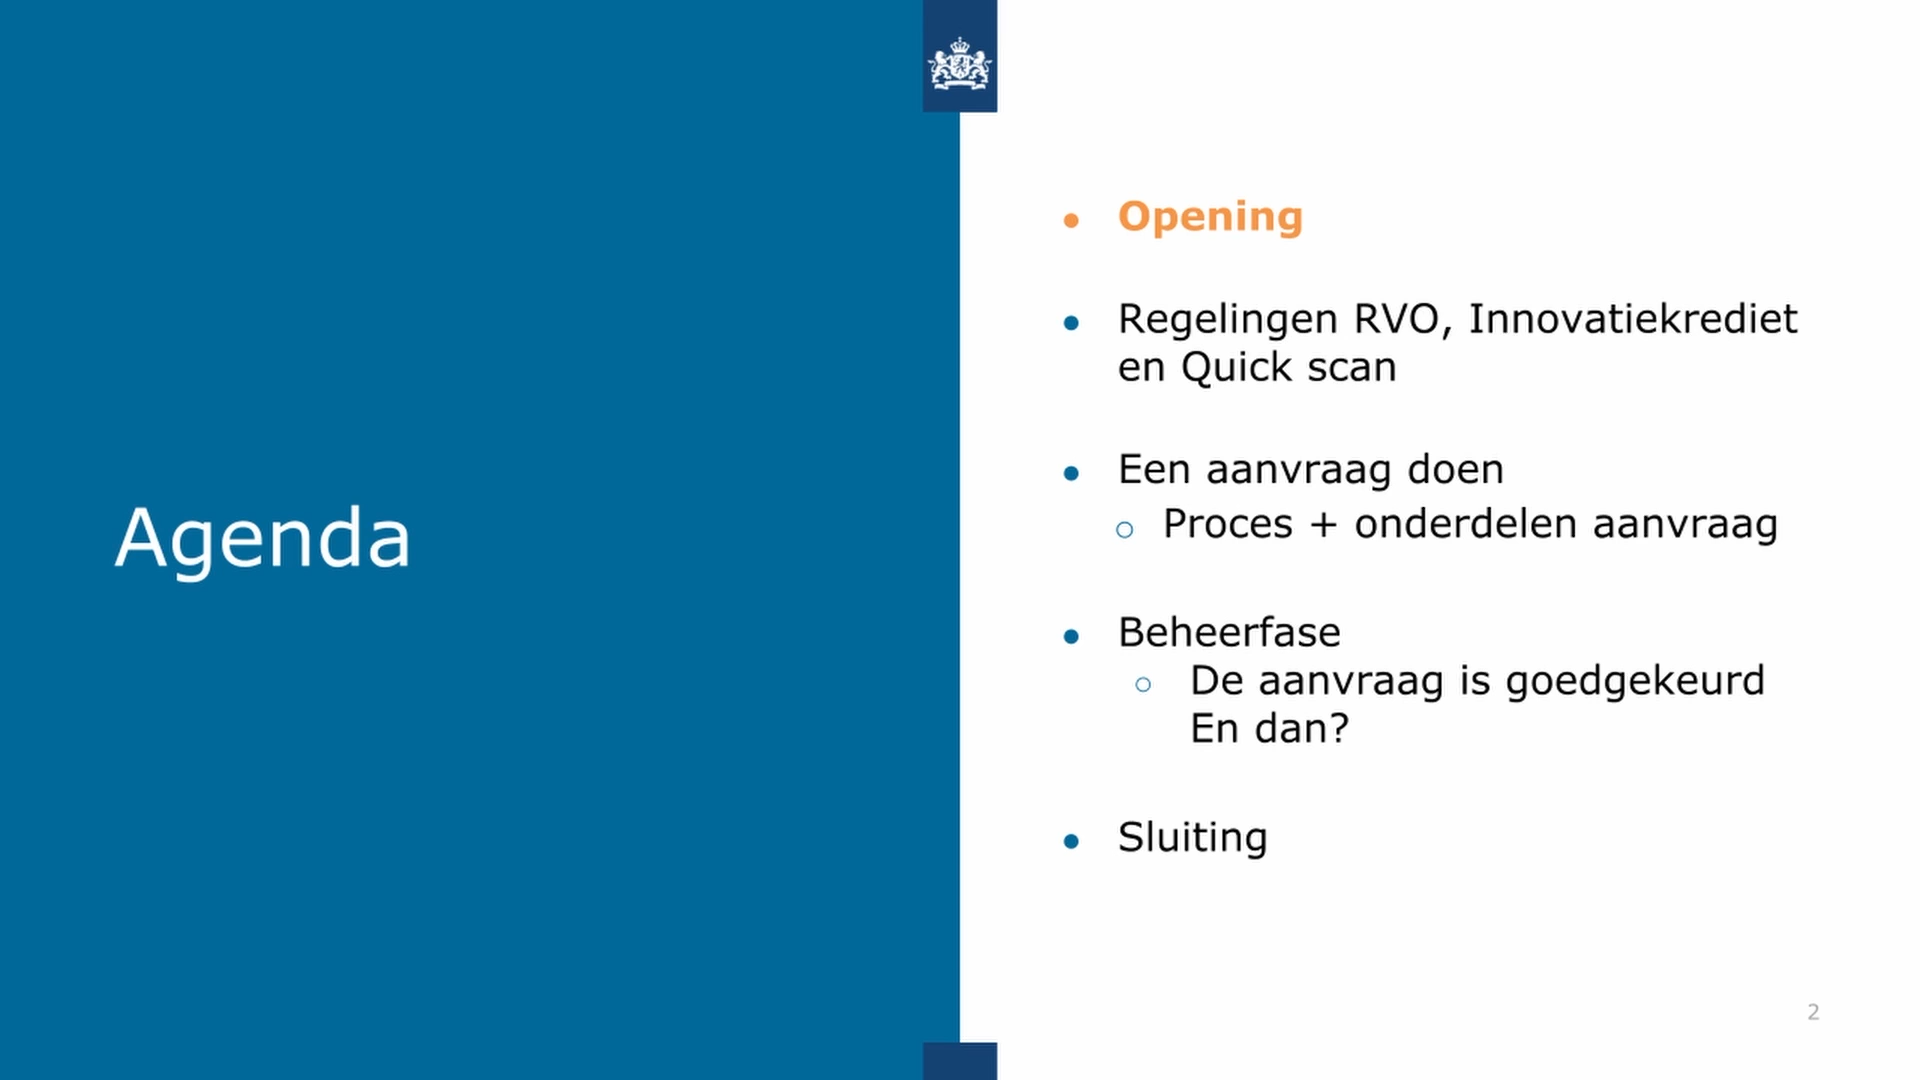 Agenda
• Opening
• Regelingen RVO, Innovatiekrediet
en Quick scan
• Een aanvraag doen
○ Proces + onderdelen aanvraag
• Beheerfase
○ De aanvraag is goedgekeurd
En dan?
• Sluiting
2